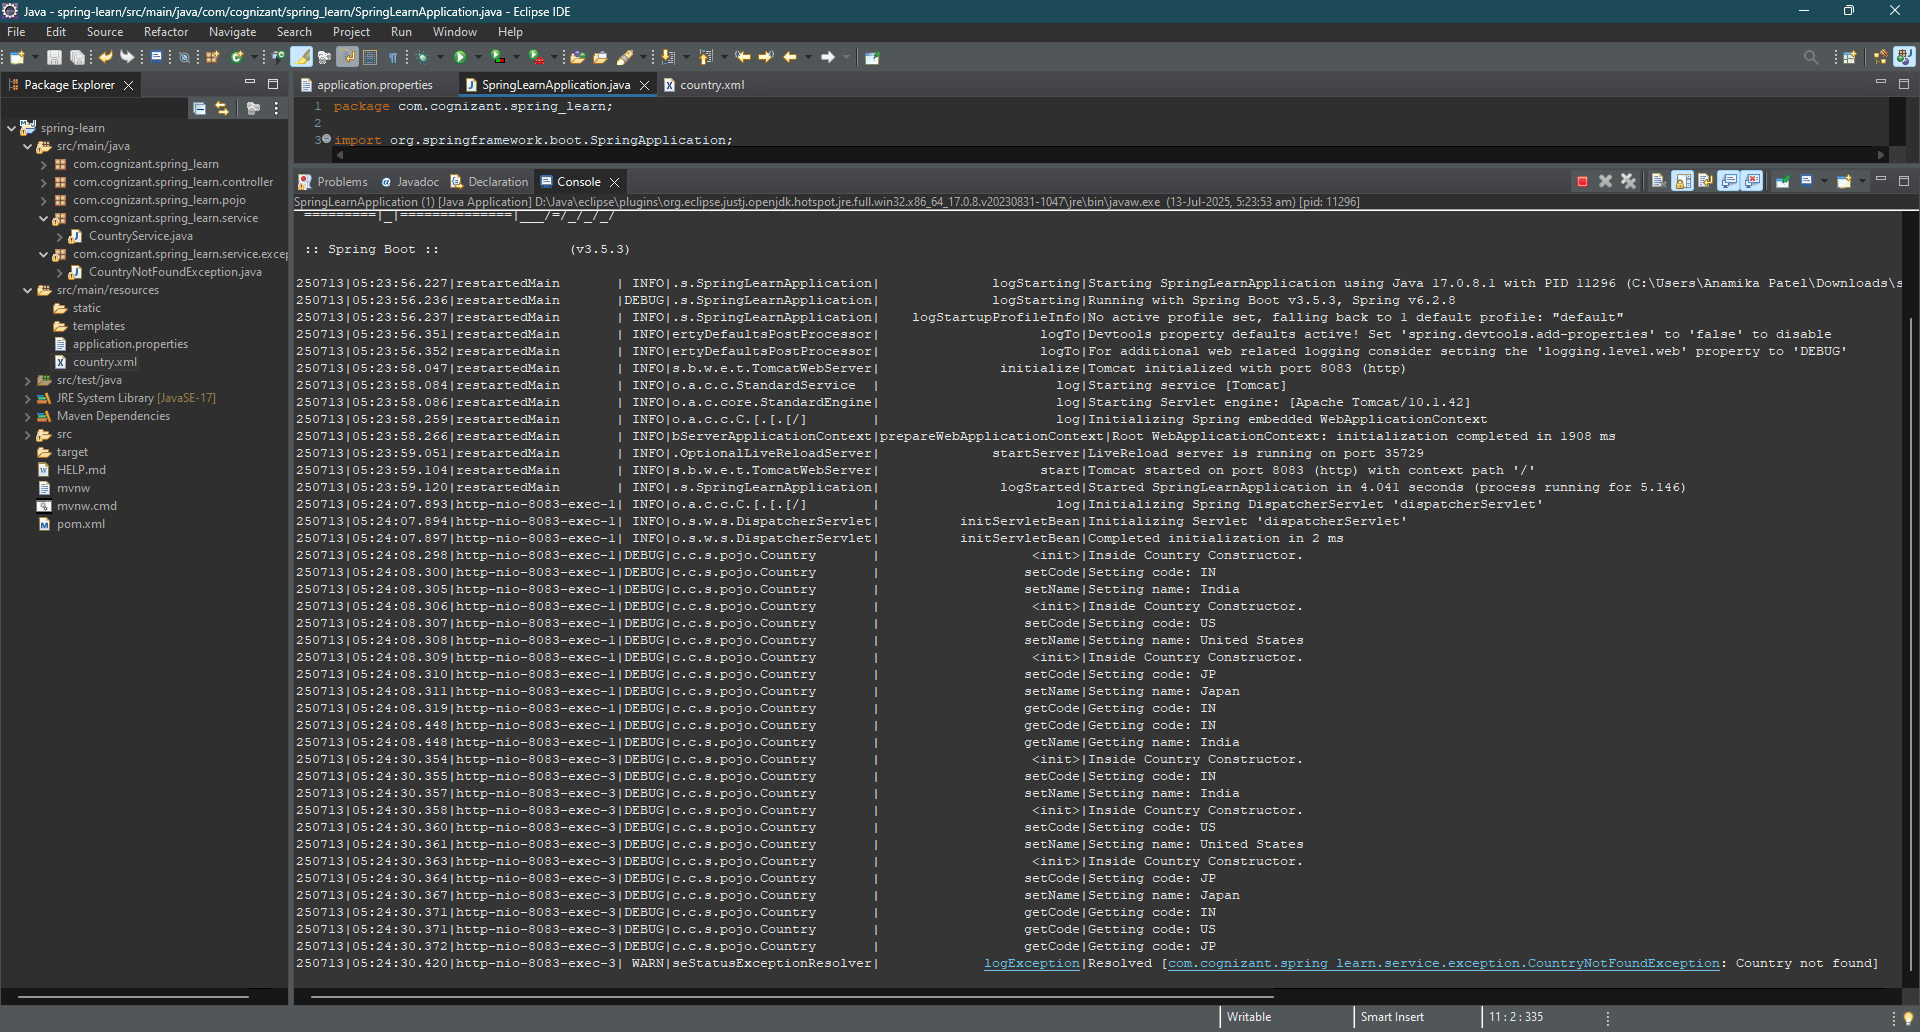 Java - spring-learn/src/main/java/com/cognizant/spring_learn/SpringLearnApplication.java - Eclipse IDE
File Edit Source Refactor Navigate Search Project Run Window Help
Package Explorer
spring-learn
src/main/java
com.cognizant.spring_learn
com.cognizant.spring_learn.controller
com.cognizant.spring_learn.pojo
com.cognizant.spring_learn.service
CountryService.java
com.cognizant.spring_learn.service.excep
CountryNotFoundException.java
src/main/resources
static
templates
application.properties
country.xml
src/test/java
JRE System Library [JavaSE-17]
Maven Dependencies
src
target
HELP.md
mvnw
mvnw.cmd
pom.xml
application.properties SpringLearnApplication.java country.xml
1 package com.cognizant.spring_learn;
2
3 import org.springframework.boot.SpringApplication;
Problems Javadoc Declaration Console
SpringLearnApplication (1) [Java Application] D:\Java\eclipse\plugins\org.eclipse.justj.openjdk.hotspot.jre.full.win32.x86_64_17.0.8.v20230831-1047\jre\bin\javaw.exe (13-Jul-2025, 5:23:53 am) [pid: 11296]
=========|_|==============|___/=/_/_/_/
:: Spring Boot :: (v3.5.3)
250713|05:23:56.227|restartedMain | INFO|.s.SpringLearnApplication| logStarting|Starting SpringLearnApplication using Java 17.0.8.1 with PID 11296 (C:\Users\Anamika Patel\Downloads\s
250713|05:23:56.236|restartedMain |DEBUG|.s.SpringLearnApplication| logStarting|Running with Spring Boot v3.5.3, Spring v6.2.8
250713|05:23:56.237|restartedMain | INFO|.s.SpringLearnApplication| logStartupProfileInfo|No active profile set, falling back to 1 default profile: "default"
250713|05:23:56.351|restartedMain | INFO|ertyDefaultsPostProcessor| logTo|Devtools property defaults active! Set 'spring.devtools.add-properties' to 'false' to disable
250713|05:23:56.352|restartedMain | INFO|ertyDefaultsPostProcessor| logTo|For additional web related logging consider setting the 'logging.level.web' property to 'DEBUG'
250713|05:23:58.047|restartedMain | INFO|s.b.w.e.t.TomcatWebServer| initialize|Tomcat initialized with port 8083 (http)
250713|05:23:58.084|restartedMain | INFO|o.a.c.c.StandardService | log|Starting service [Tomcat]
250713|05:23:58.086|restartedMain | INFO|o.a.c.core.StandardEngine| log|Starting Servlet engine: [Apache Tomcat/10.1.42]
250713|05:23:58.259|restartedMain | INFO|o.a.c.c.C.[.[.[/] | log|Initializing Spring embedded WebApplicationContext
250713|05:23:58.266|restartedMain | INFO|bServerApplicationContext|prepareWebApplicationContext|Root WebApplicationContext: initialization completed in 1908 ms
250713|05:23:59.051|restartedMain | INFO|.OptionalLiveReloadServer| startServer|LiveReload server is running on port 35729
250713|05:23:59.104|restartedMain | INFO|s.b.w.e.t.TomcatWebServer| start|Tomcat started on port 8083 (http) with context path '/'
250713|05:23:59.120|restartedMain | INFO|.s.SpringLearnApplication| logStarted|Started SpringLearnApplication in 4.041 seconds (process running for 5.146)
250713|05:24:07.893|http-nio-8083-exec-1| INFO|o.a.c.c.C.[.[.[/] | log|Initializing Spring DispatcherServlet 'dispatcherServlet'
250713|05:24:07.894|http-nio-8083-exec-1| INFO|o.s.w.s.DispatcherServlet| initServletBean|Initializing Servlet 'dispatcherServlet'
250713|05:24:07.897|http-nio-8083-exec-1| INFO|o.s.w.s.DispatcherServlet| initServletBean|Completed initialization in 2 ms
250713|05:24:08.298|http-nio-8083-exec-1|DEBUG|c.c.s.pojo.Country | <init>|Inside Country Constructor.
250713|05:24:08.300|http-nio-8083-exec-1|DEBUG|c.c.s.pojo.Country | setCode|Setting code: IN
250713|05:24:08.305|http-nio-8083-exec-1|DEBUG|c.c.s.pojo.Country | setName|Setting name: India
250713|05:24:08.306|http-nio-8083-exec-1|DEBUG|c.c.s.pojo.Country | <init>|Inside Country Constructor.
250713|05:24:08.307|http-nio-8083-exec-1|DEBUG|c.c.s.pojo.Country | setCode|Setting code: US
250713|05:24:08.308|http-nio-8083-exec-1|DEBUG|c.c.s.pojo.Country | setName|Setting name: United States
250713|05:24:08.309|http-nio-8083-exec-1|DEBUG|c.c.s.pojo.Country | <init>|Inside Country Constructor.
250713|05:24:08.310|http-nio-8083-exec-1|DEBUG|c.c.s.pojo.Country | setCode|Setting code: JP
250713|05:24:08.311|http-nio-8083-exec-1|DEBUG|c.c.s.pojo.Country | setName|Setting name: Japan
250713|05:24:08.319|http-nio-8083-exec-1|DEBUG|c.c.s.pojo.Country | getCode|Getting code: IN
250713|05:24:08.448|http-nio-8083-exec-1|DEBUG|c.c.s.pojo.Country | getCode|Getting code: IN
250713|05:24:08.448|http-nio-8083-exec-1|DEBUG|c.c.s.pojo.Country | getName|Getting name: India
250713|05:24:30.354|http-nio-8083-exec-3|DEBUG|c.c.s.pojo.Country | <init>|Inside Country Constructor.
250713|05:24:30.355|http-nio-8083-exec-3|DEBUG|c.c.s.pojo.Country | setCode|Setting code: IN
250713|05:24:30.357|http-nio-8083-exec-3|DEBUG|c.c.s.pojo.Country | setName|Setting name: India
250713|05:24:30.358|http-nio-8083-exec-3|DEBUG|c.c.s.pojo.Country | <init>|Inside Country Constructor.
250713|05:24:30.360|http-nio-8083-exec-3|DEBUG|c.c.s.pojo.Country | setCode|Setting code: US
250713|05:24:30.361|http-nio-8083-exec-3|DEBUG|c.c.s.pojo.Country | setName|Setting name: United States
250713|05:24:30.363|http-nio-8083-exec-3|DEBUG|c.c.s.pojo.Country | <init>|Inside Country Constructor.
250713|05:24:30.364|http-nio-8083-exec-3|DEBUG|c.c.s.pojo.Country | setCode|Setting code: JP
250713|05:24:30.367|http-nio-8083-exec-3|DEBUG|c.c.s.pojo.Country | setName|Setting name: Japan
250713|05:24:30.371|http-nio-8083-exec-3|DEBUG|c.c.s.pojo.Country | getCode|Getting code: IN
250713|05:24:30.371|http-nio-8083-exec-3|DEBUG|c.c.s.pojo.Country | getCode|Getting code: US
250713|05:24:30.372|http-nio-8083-exec-3|DEBUG|c.c.s.pojo.Country | getCode|Getting code: JP
250713|05:24:30.420|http-nio-8083-exec-3| WARN|seStatusExceptionResolver| logException|Resolved [com.cognizant.spring_learn.service.exception.CountryNotFoundException: Country not found]
Writable Smart Insert 11 : 2 : 335